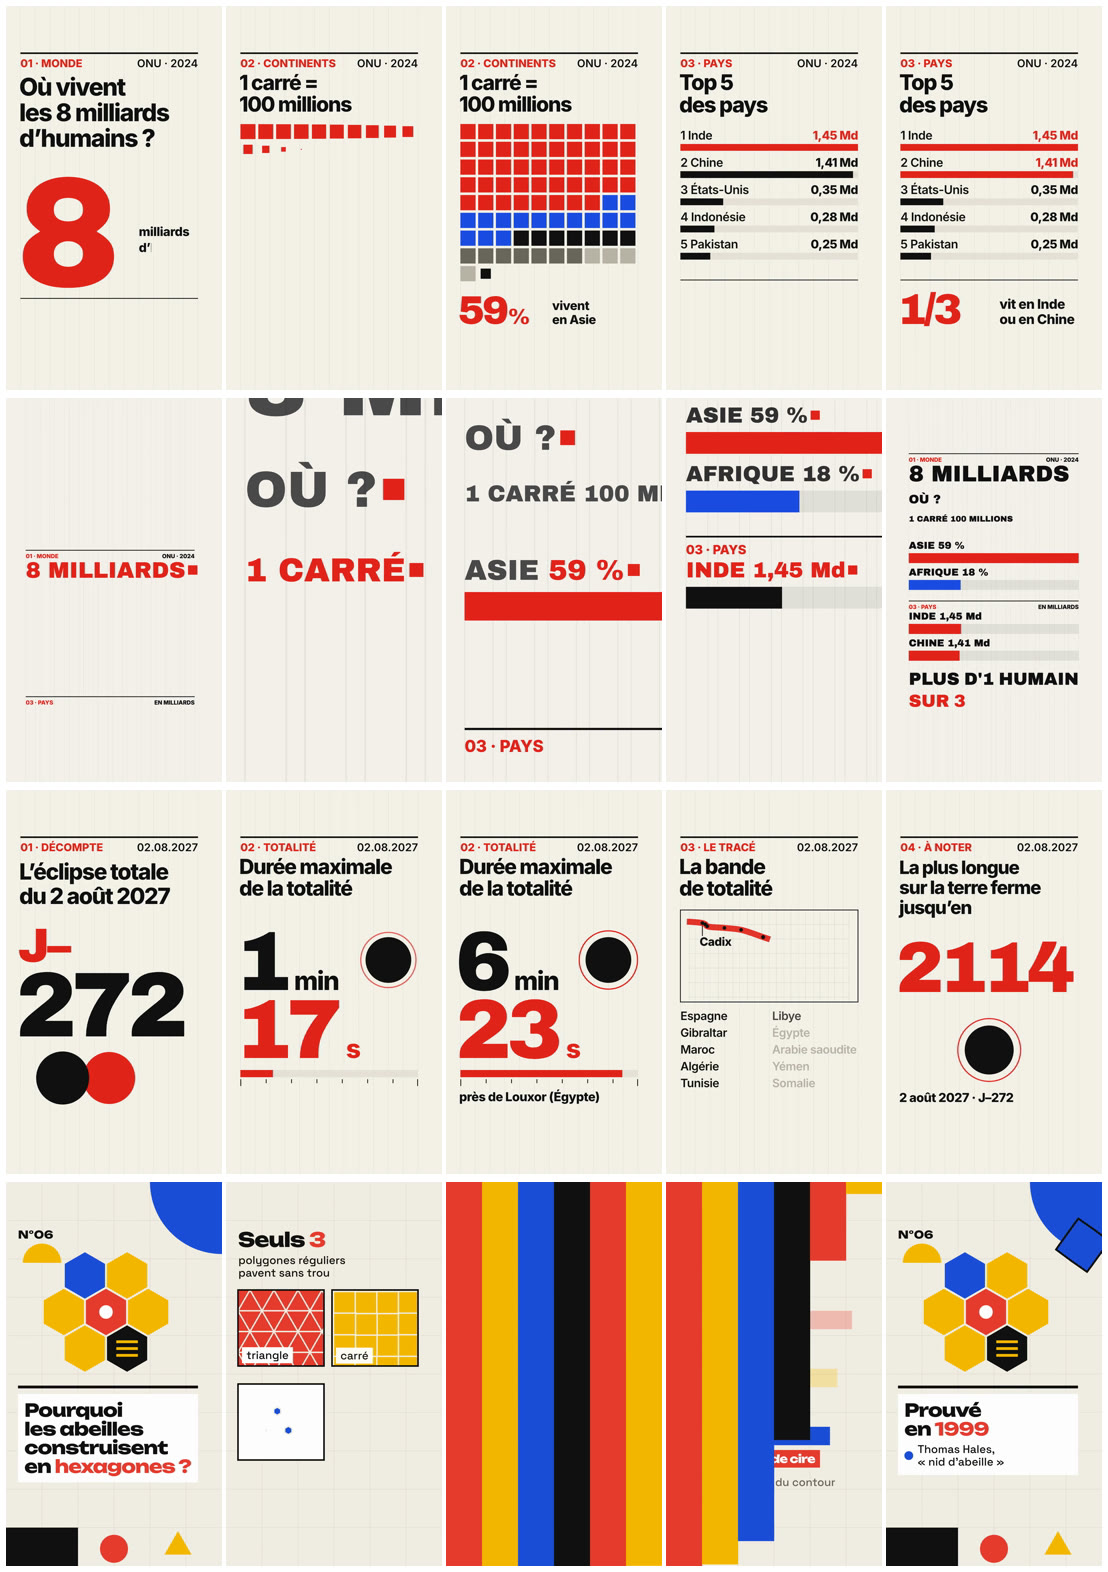 01 · MONDE ONU · 2024
Où vivent
les 8 milliards
d’humains ?
8
milliards
d’
02 · CONTINENTS ONU · 2024
1 carré =
100 millions
02 · CONTINENTS ONU · 2024
1 carré =
100 millions
59%
vivent
en Asie
03 · PAYS ONU · 2024
Top 5
des pays
1 Inde 1,45 Md
2 Chine 1,41 Md
3 États-Unis 0,35 Md
4 Indonésie 0,28 Md
5 Pakistan 0,25 Md
03 · PAYS ONU · 2024
Top 5
des pays
1 Inde 1,45 Md
2 Chine 1,41 Md
3 États-Unis 0,35 Md
4 Indonésie 0,28 Md
5 Pakistan 0,25 Md
1/3
vit en Inde
ou en Chine
01 · MONDE ONU · 2024
8 MILLIARDS
03 · PAYS EN MILLIARDS
OÙ ?
1 CARRÉ
OÙ ?
1 CARRÉ 100 MI
ASIE 59 %
03 · PAYS
ASIE 59 %
AFRIQUE 18 %
03 · PAYS
INDE 1,45 Md
01 · MONDE ONU · 2024
8 MILLIARDS
OÙ ?
1 CARRÉ 100 MILLIONS
ASIE 59 %
AFRIQUE 18 %
03 · PAYS EN MILLIARDS
INDE 1,45 Md
CHINE 1,41 Md
PLUS D'1 HUMAIN
SUR 3
01 · DÉCOMPTE 02.08.2027
L’éclipse totale
du 2 août 2027
J–
272
02 · TOTALITÉ 02.08.2027
Durée maximale
de la totalité
1 min
17 s
02 · TOTALITÉ 02.08.2027
Durée maximale
de la totalité
6 min
23 s
près de Louxor (Égypte)
03 · LE TRACÉ 02.08.2027
La bande
de totalité
Cadix
Espagne Libye
Gibraltar Égypte
Maroc Arabie saoudite
Algérie Yémen
Tunisie Somalie
04 · À NOTER 02.08.2027
La plus longue
sur la terre ferme
jusqu’en
2114
2 août 2027 · J–272
N°06
Pourquoi
les abeilles
construisent
en hexagones ?
Seuls 3
polygones réguliers
pavent sans trou
triangle
carré
de cire
du contour
N°06
Prouvé
en 1999
Thomas Hales,
« nid d’abeille »